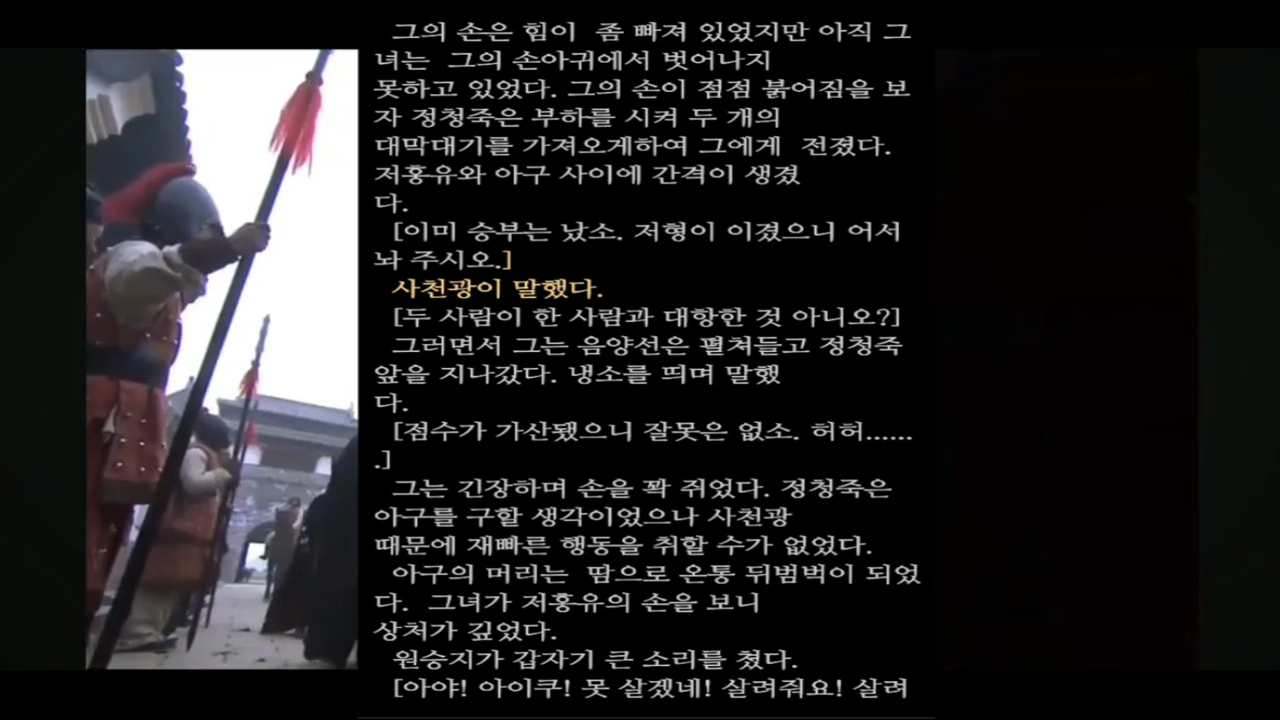 그의 손은 힘이 좀 빠져 있었지만 아직 그
녀는 그의 손아귀에서 벗어나지
못하고 있었다. 그의 손이 점점 붉어짐을 보
자 정청죽은 부하를 시켜 두 개의
대막대기를 가져오게하여 그에게 전졌다.
저홍유와 아구 사이에 간격이 생겼
다.
[이미 승부는 났소. 저형이 이겼으니 어서
놔 주시오.]
사천광이 말했다.
[두 사람이 한 사람과 대항한 것 아니오?]
그러면서 그는 음양선은 펼쳐들고 정청죽
앞을 지나갔다. 냉소를 띄며 말했
다.
[점수가 가산됐으니 잘못은 없소. 허허......
.]
그는 긴장하며 손을 꽉 쥐었다. 정청죽은
아구를 구할 생각이었으나 사천광
때문에 재빠른 행동을 취할 수가 없었다.
아구의 머리는 땀으로 온통 뒤범벅이 되었
다. 그녀가 저홍유의 손을 보니
상처가 깊었다.
원승지가 갑자기 큰 소리를 쳤다.
[아야! 아이쿠! 못 살겠네! 살려줘요! 살려